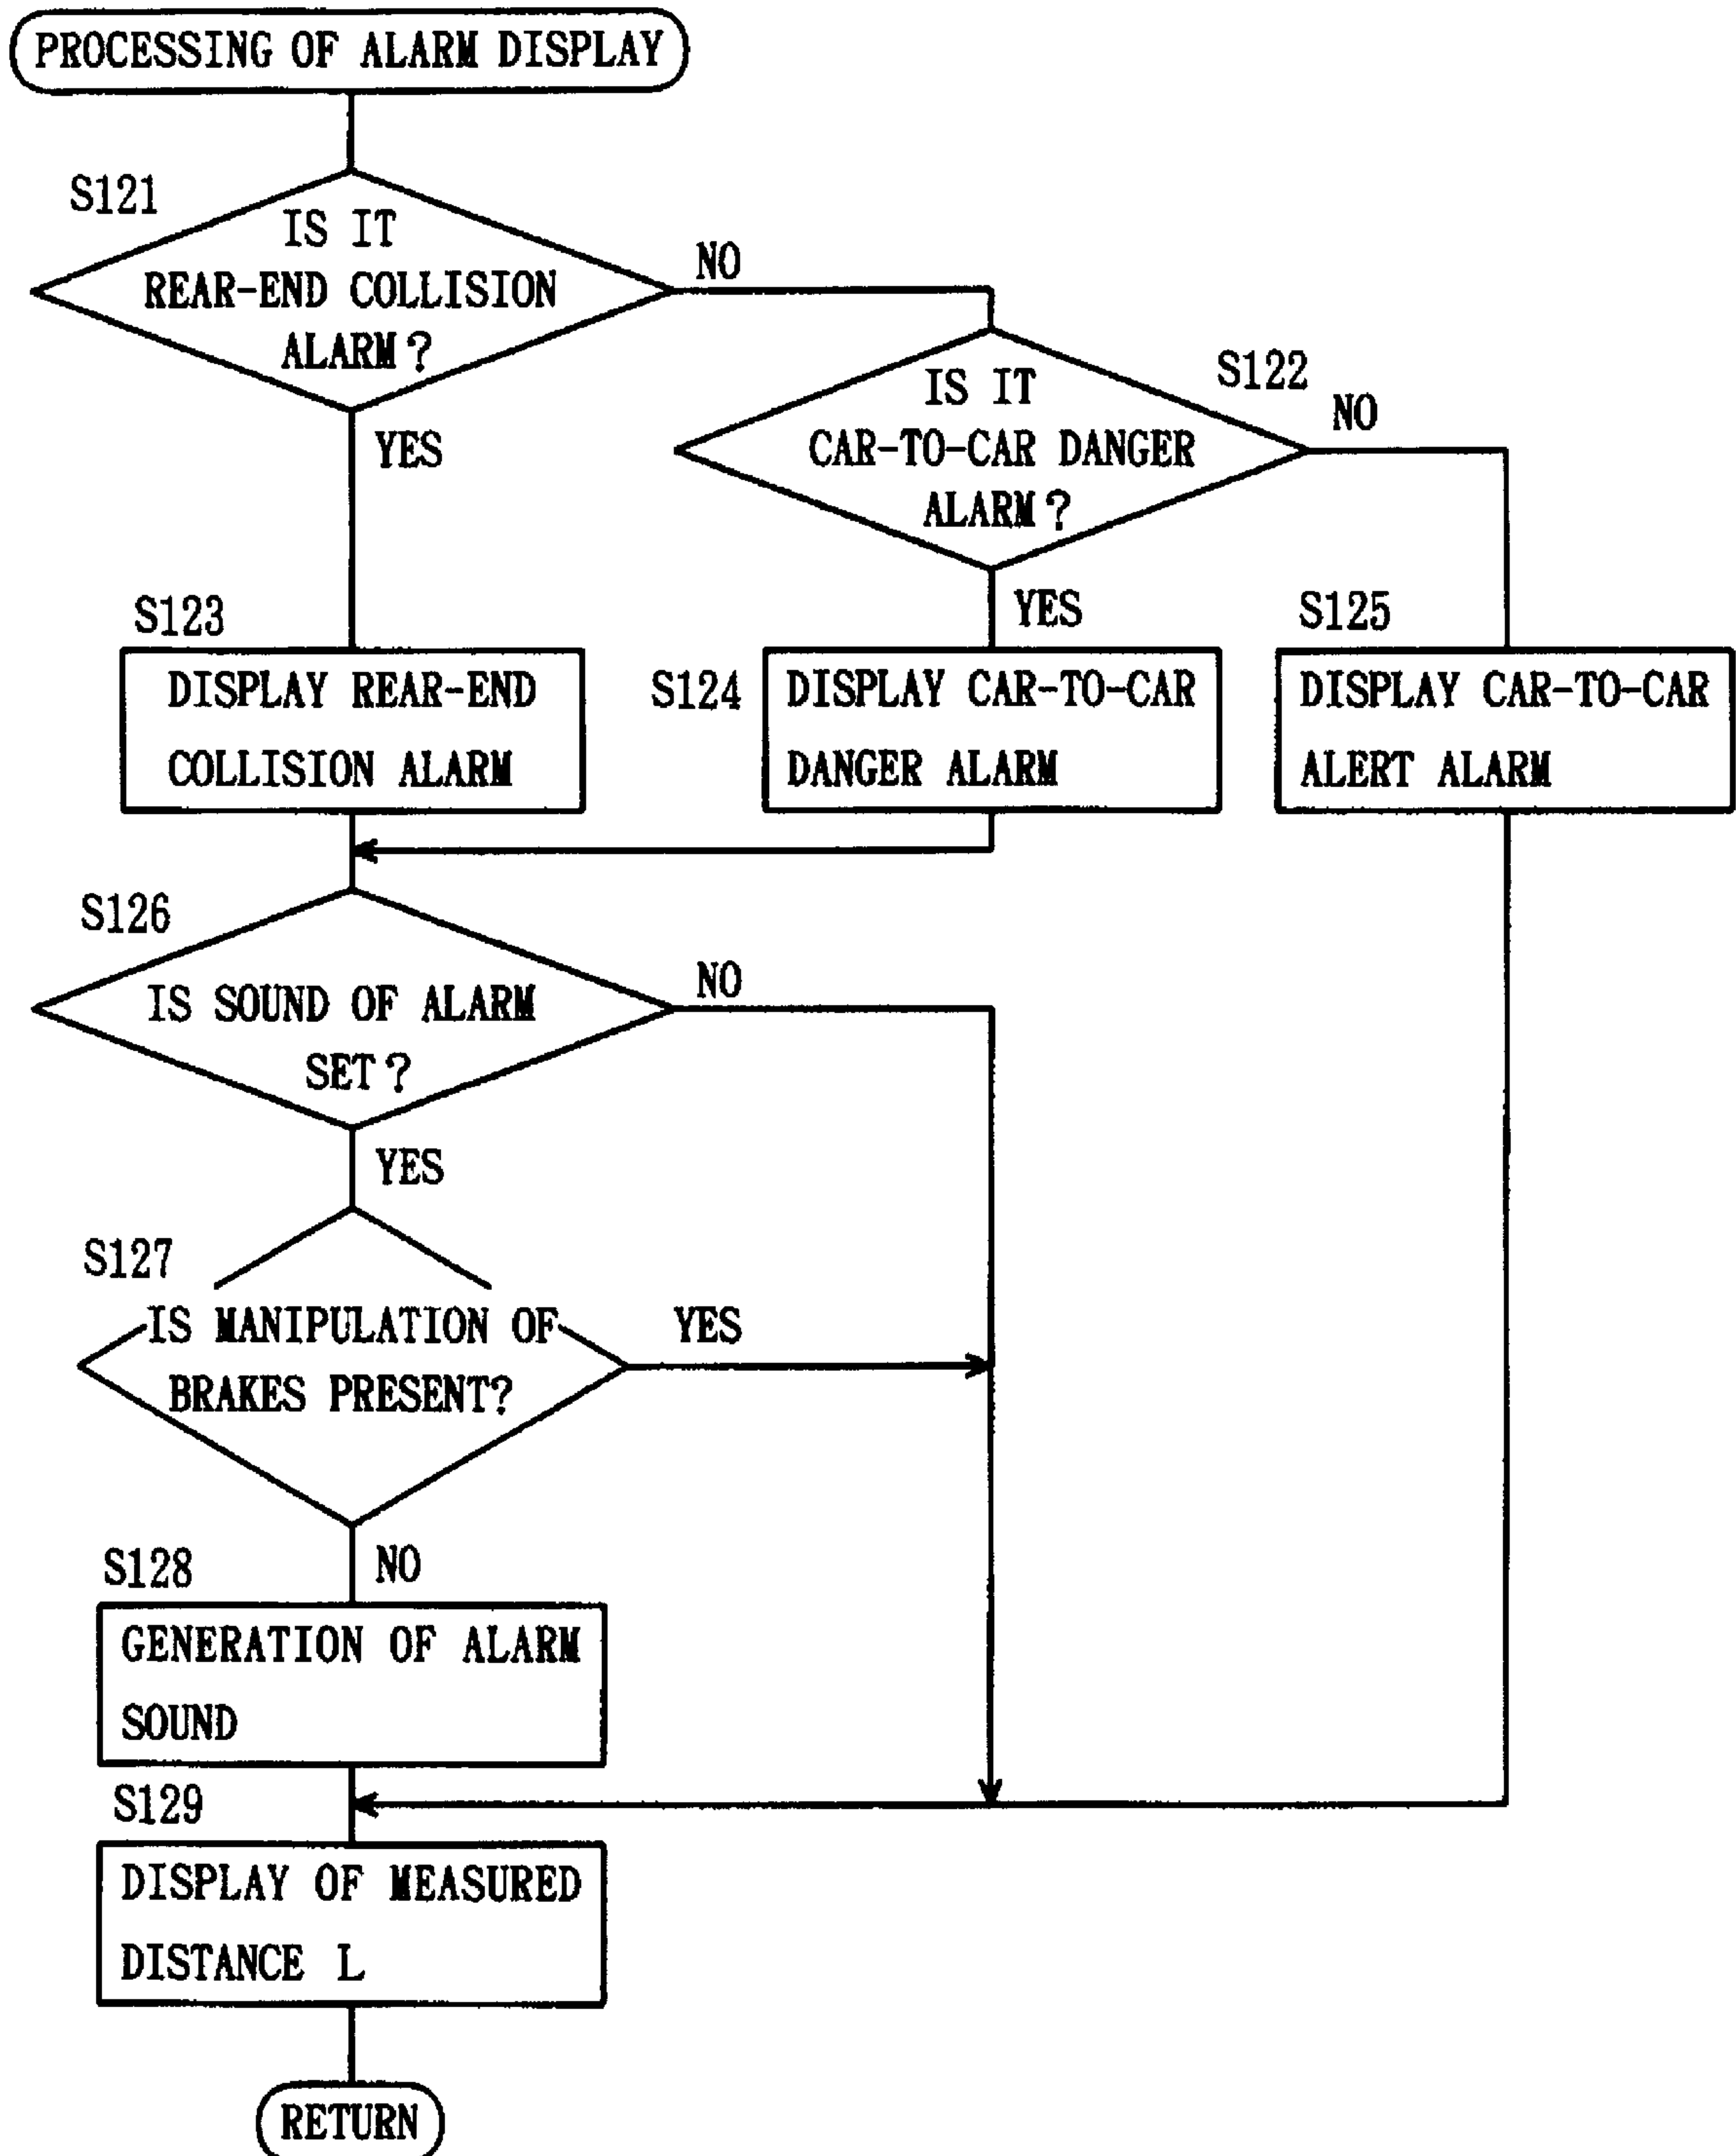 PROCESSING OF ALARM DISPLAY
S121
IS IT
REAR-END COLLISION
ALARM?
NO
YES
S122
IS IT
CAR-TO-CAR DANGER
ALARM?
NO
YES
S123
DISPLAY REAR-END
COLLISION ALARM
S124
DISPLAY CAR-TO-CAR
DANGER ALARM
S125
DISPLAY CAR-TO-CAR
ALERT ALARM
S126
IS SOUND OF ALARM
SET?
NO
YES
S127
IS MANIPULATION OF
BRAKES PRESENT?
YES
NO
S128
GENERATION OF ALARM
SOUND
S129
DISPLAY OF MEASURED
DISTANCE L
RETURN